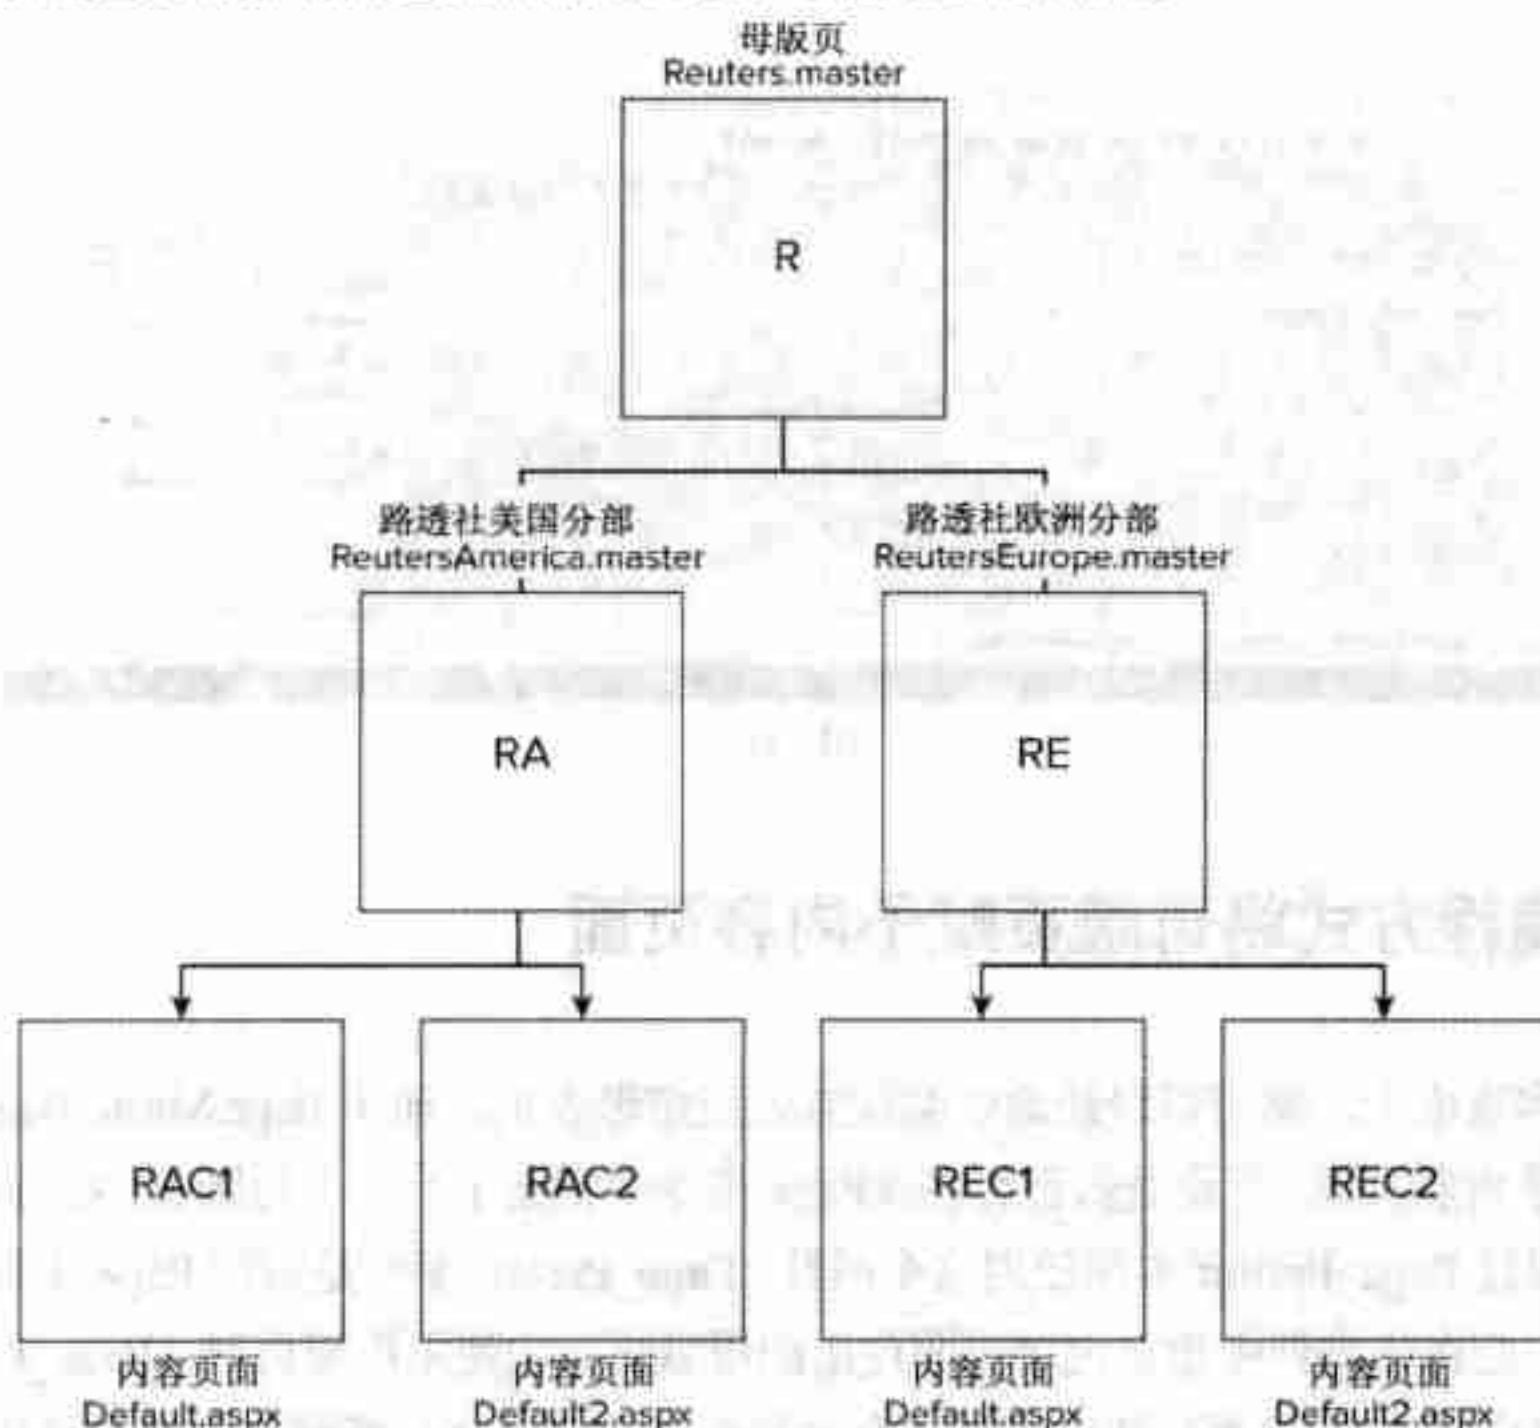 母版页
Reuters.master
R
路透社美国分部
ReutersAmerica.master
路透社欧洲分部
ReutersEurope.master
RA
RE
RAC1
RAC2
REC1
REC2
内容页面
Default.aspx
内容页面
Default2.aspx
内容页面
Default.aspx
内容页面
Default2.aspx